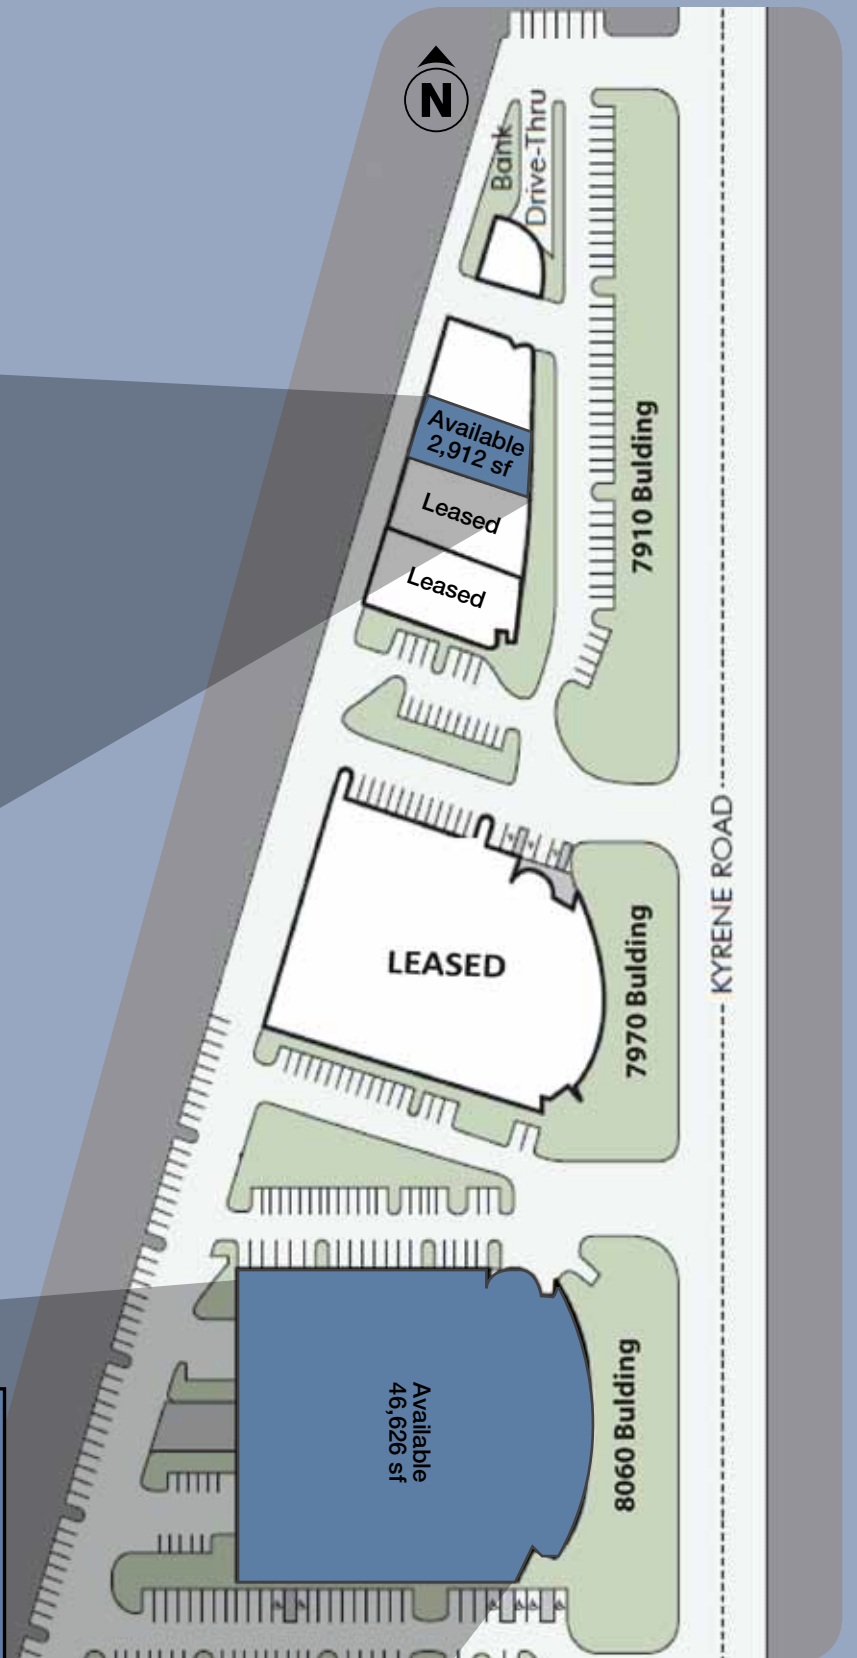 N
Bank
Drive-Thru
Available
2,912 sf
Leased
Leased
7910 Bulding
KYRENE ROAD
LEASED
7970 Bulding
Available
46,626 sf
8060 Bulding